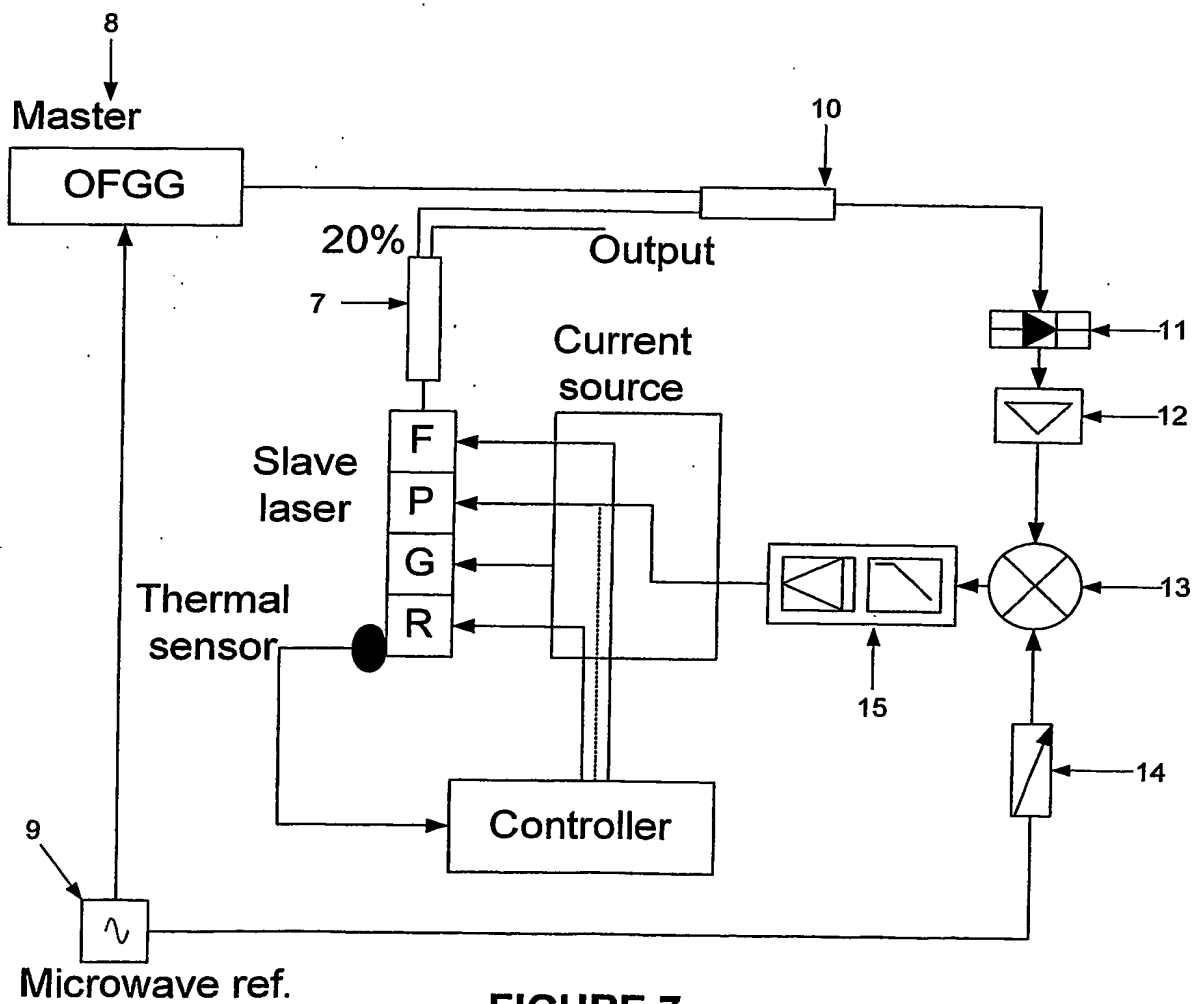 8
Master
OFGG
10
20%
Output
7
11
Current
source
12
F
Slave
laser
P
G
13
Thermal
sensor
R
15
14
Controller
9
Microwave ref.
FIGURE 7